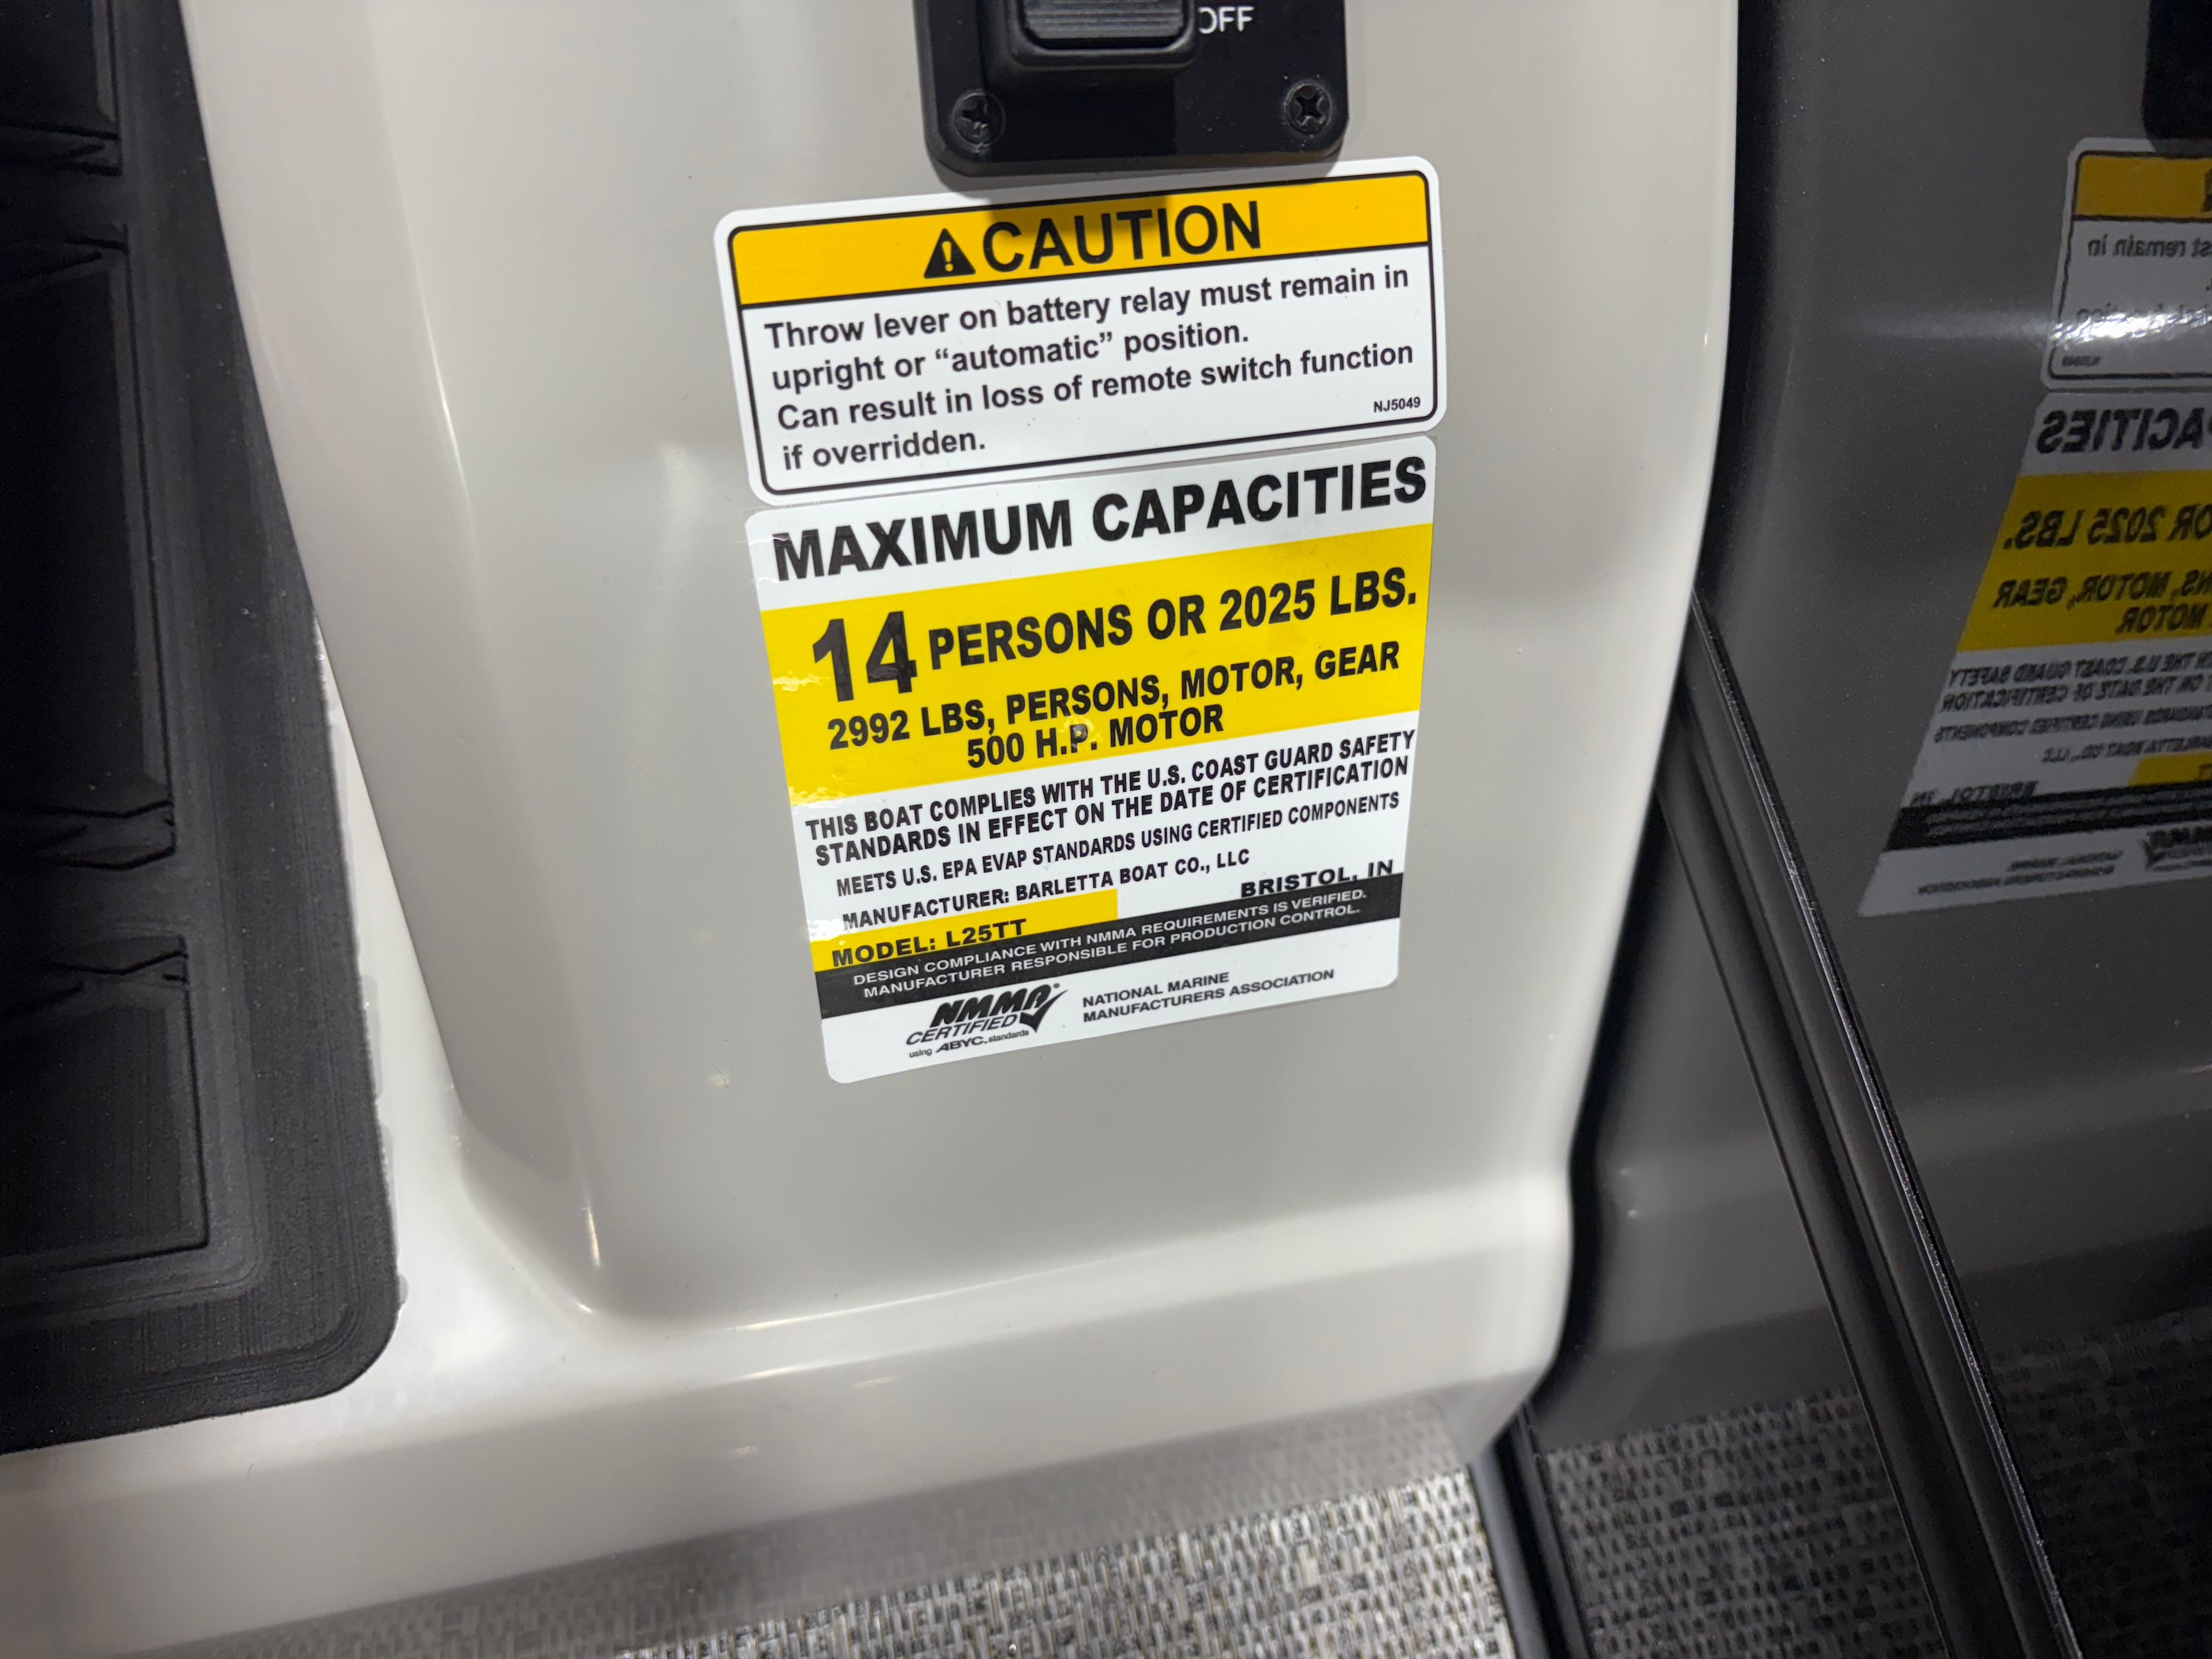 OFF
CAUTION
Throw lever on battery relay must remain in
upright or “automatic” position.
Can result in loss of remote switch function
if overridden.
NJ5049
MAXIMUM CAPACITIES
14 PERSONS OR 2025 LBS.
2992 LBS, PERSONS, MOTOR, GEAR
500 H.P. MOTOR
THIS BOAT COMPLIES WITH THE U.S. COAST GUARD SAFETY
STANDARDS IN EFFECT ON THE DATE OF CERTIFICATION
MEETS U.S. EPA EVAP STANDARDS USING CERTIFIED COMPONENTS
MANUFACTURER: BARLETTA BOAT CO., LLC
BRISTOL, IN
MODEL: L25TT
DESIGN COMPLIANCE WITH NMMA REQUIREMENTS IS VERIFIED.
MANUFACTURER RESPONSIBLE FOR PRODUCTION CONTROL.
NMMA®
CERTIFIED
using ABYC. standards
NATIONAL MARINE
MANUFACTURERS ASSOCIATION